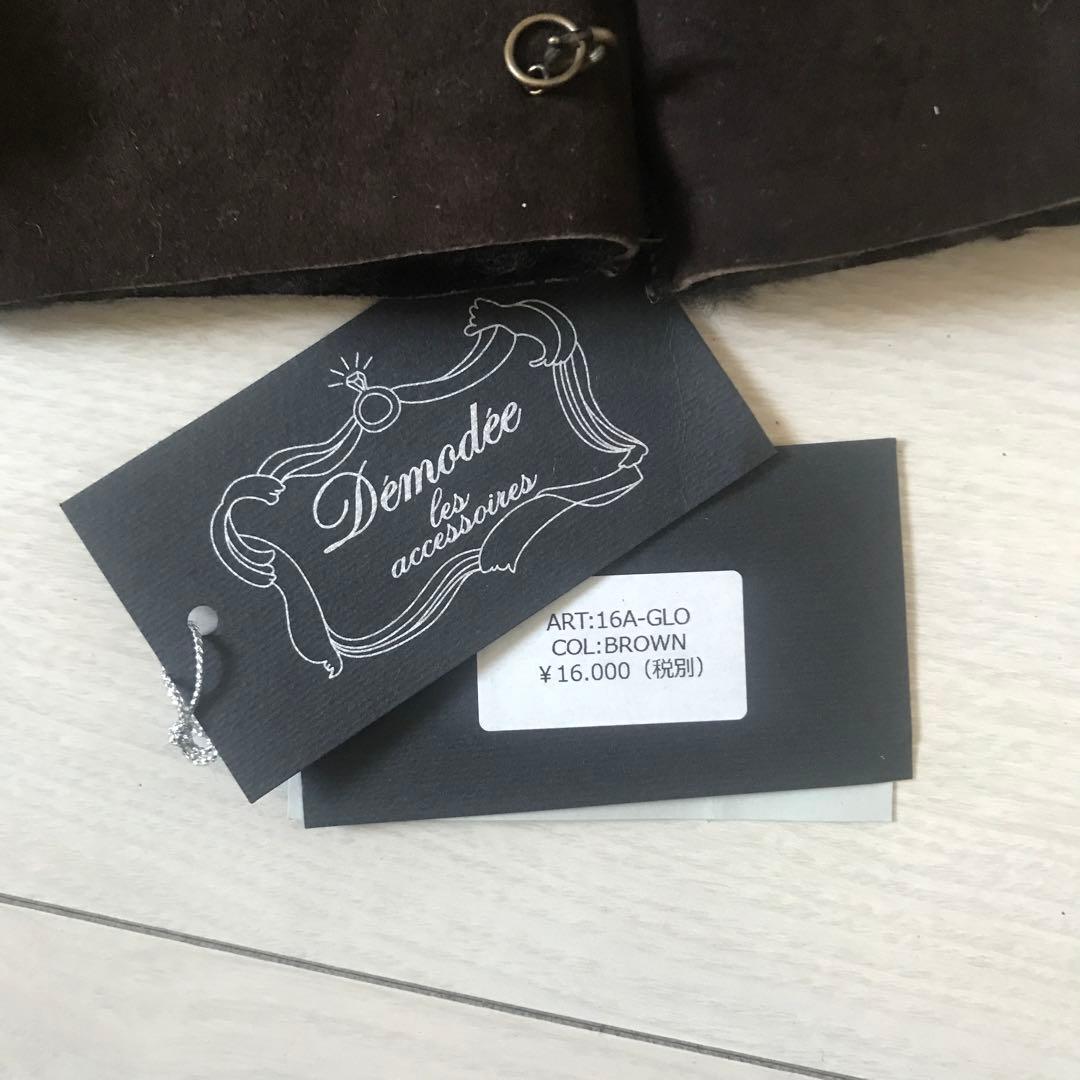 Démodée
les
accessoires
ART:16A-GLO
COL:BROWN
￥16.000（税別）